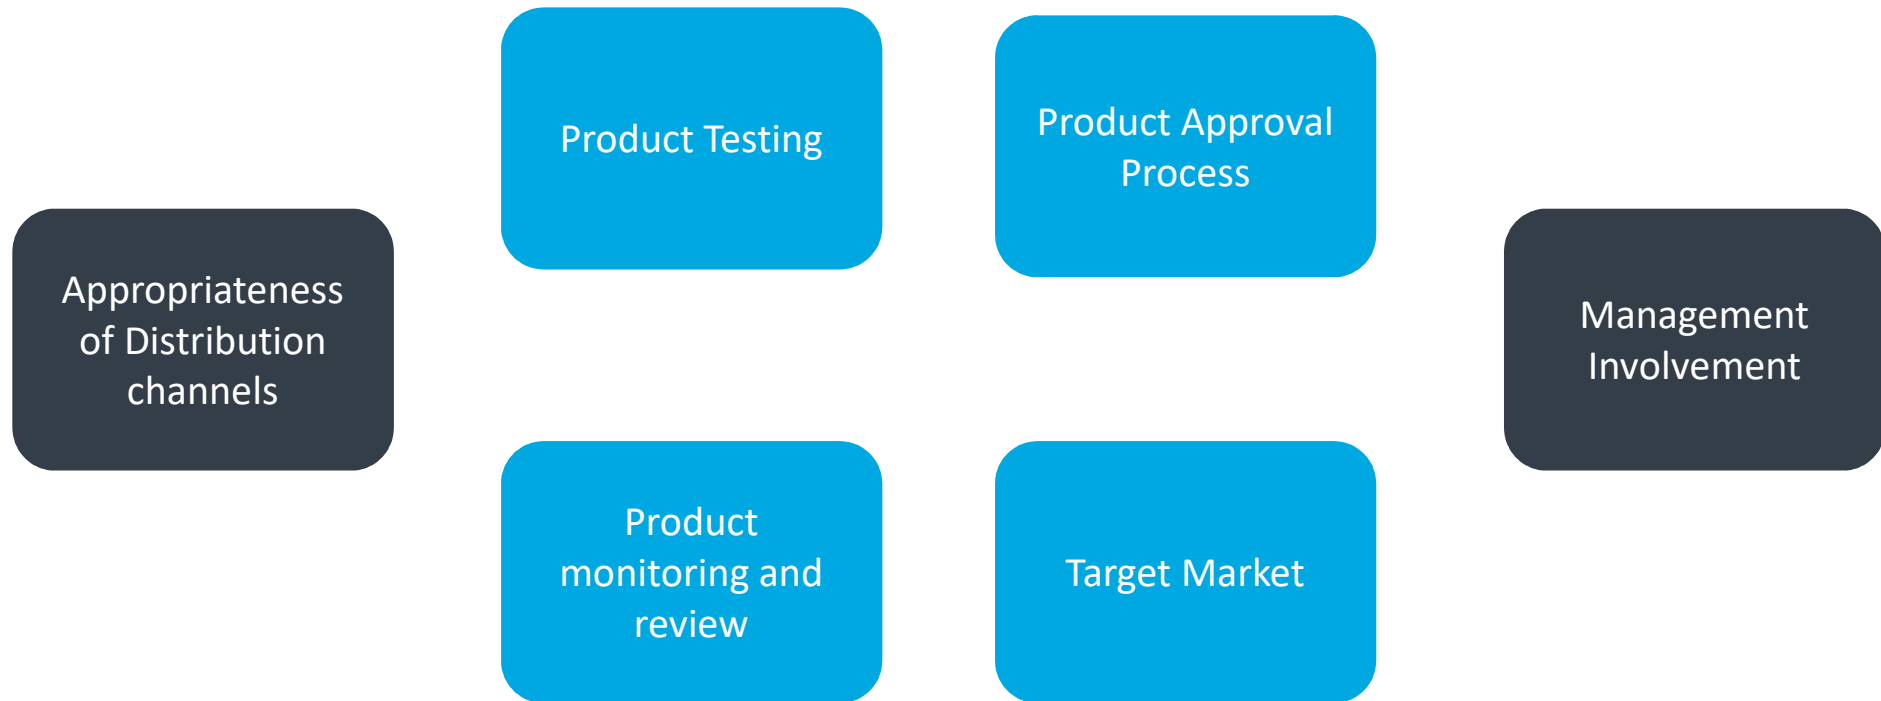 Product Testing
Product Approval
Process
Appropriateness
of Distribution
channels
Management
Involvement
Product
monitoring and
review
Target Market